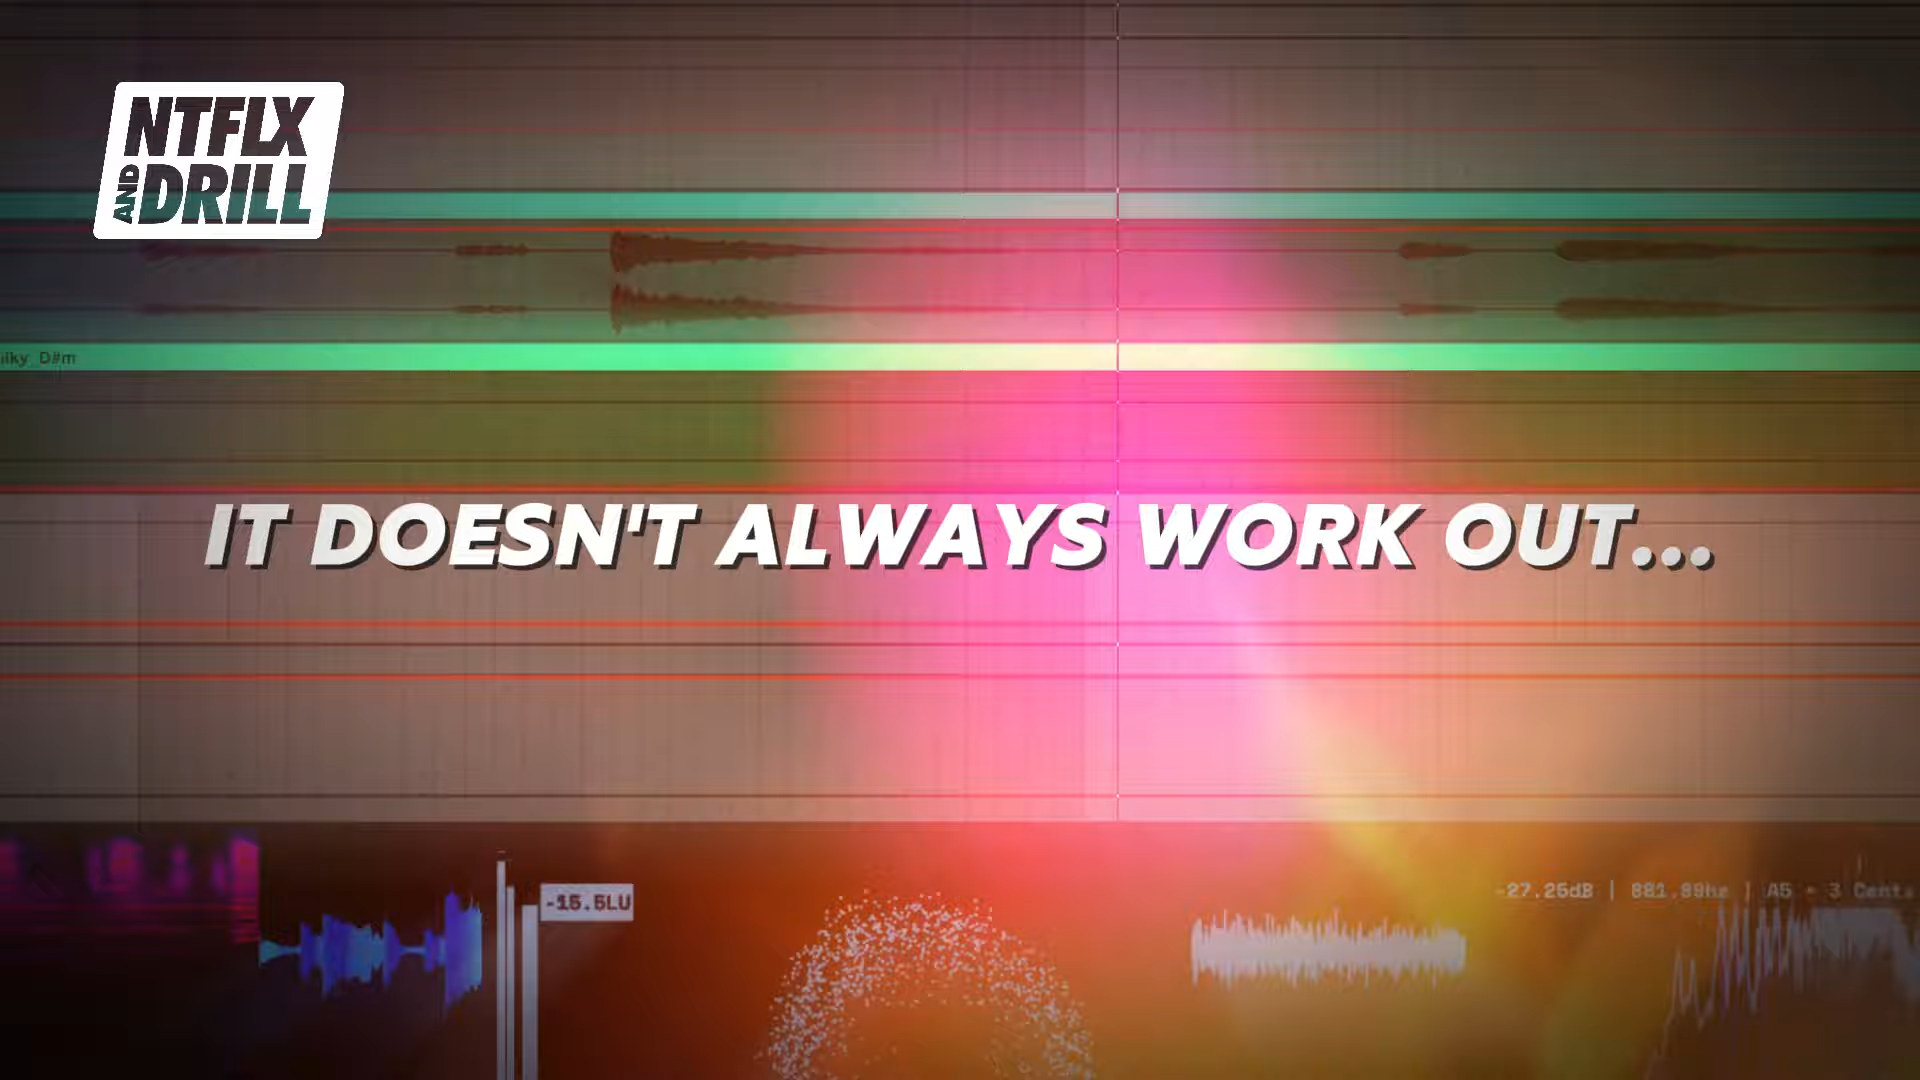 NTFLX
AND DRILL
ilky_D#m
IT DOESN'T ALWAYS WORK OUT...
-15.5LU
-27.25dB | 881.89hz | A5 + 3 Cents